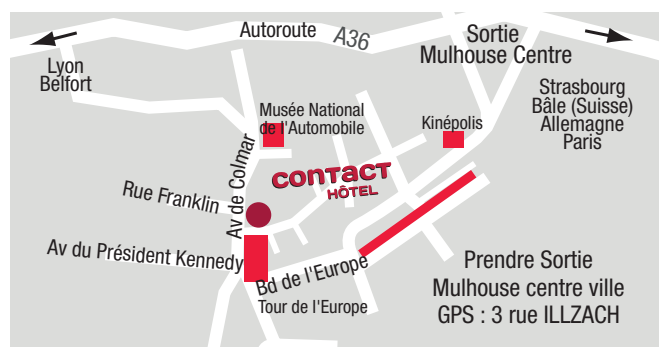 Autoroute A36
Sortie
Mulhouse Centre
Lyon
Belfort
Strasbourg
Bâle (Suisse)
Allemagne
Paris
Musée National
de l'Automobile
Kinépolis
contact
HÔTEL
Av de Colmar
Rue Franklin
Av du Président Kennedy
Bd de l'Europe
Tour de l'Europe
Prendre Sortie
Mulhouse centre ville
GPS : 3 rue ILLZACH